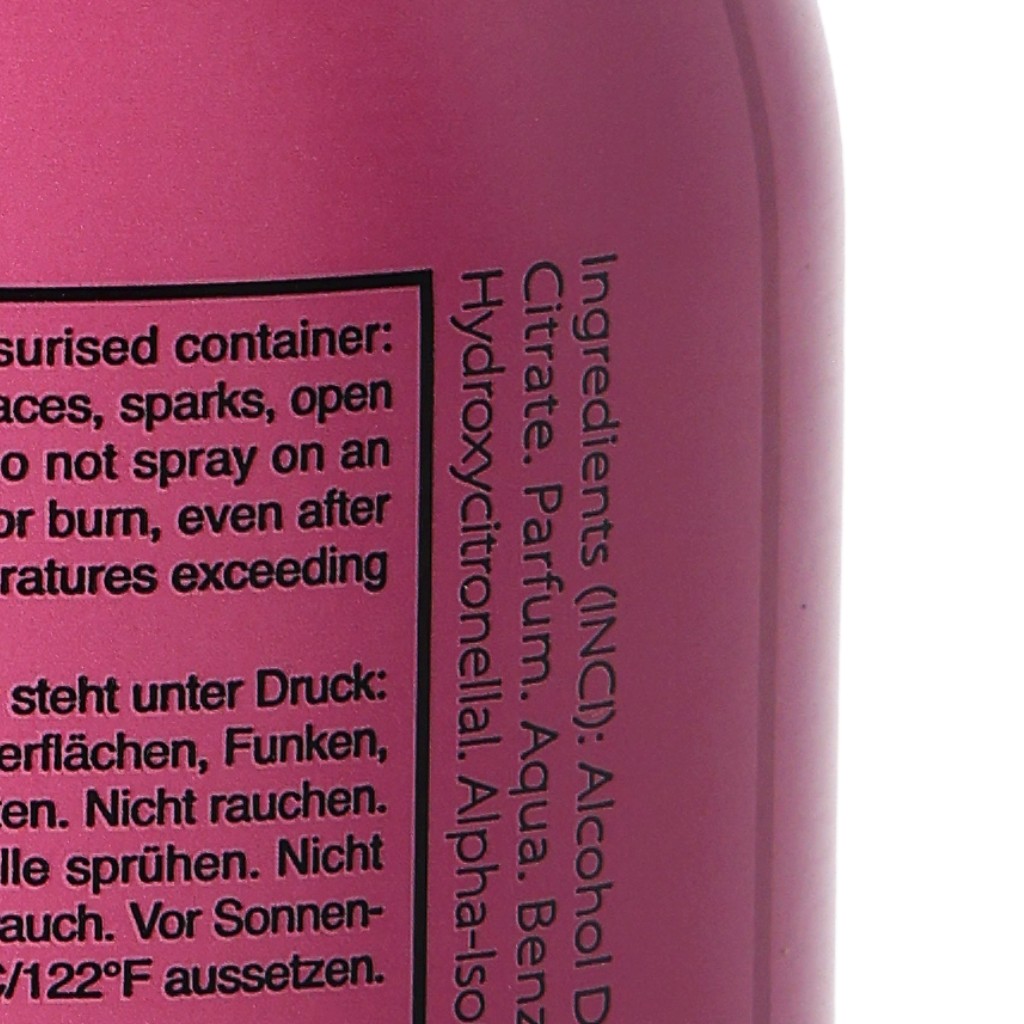 surised container:
aces, sparks, open
o not spray on an
or burn, even after
ratures exceeding
steht unter Druck:
erflächen, Funken,
en. Nicht rauchen.
lle sprühen. Nicht
auch. Vor Sonnen-
/122°F aussetzen.
Ingredients (INCI): Alcohol D
Citrate. Parfum. Aqua. Benz
Hydroxycitronellal. Alpha-Iso